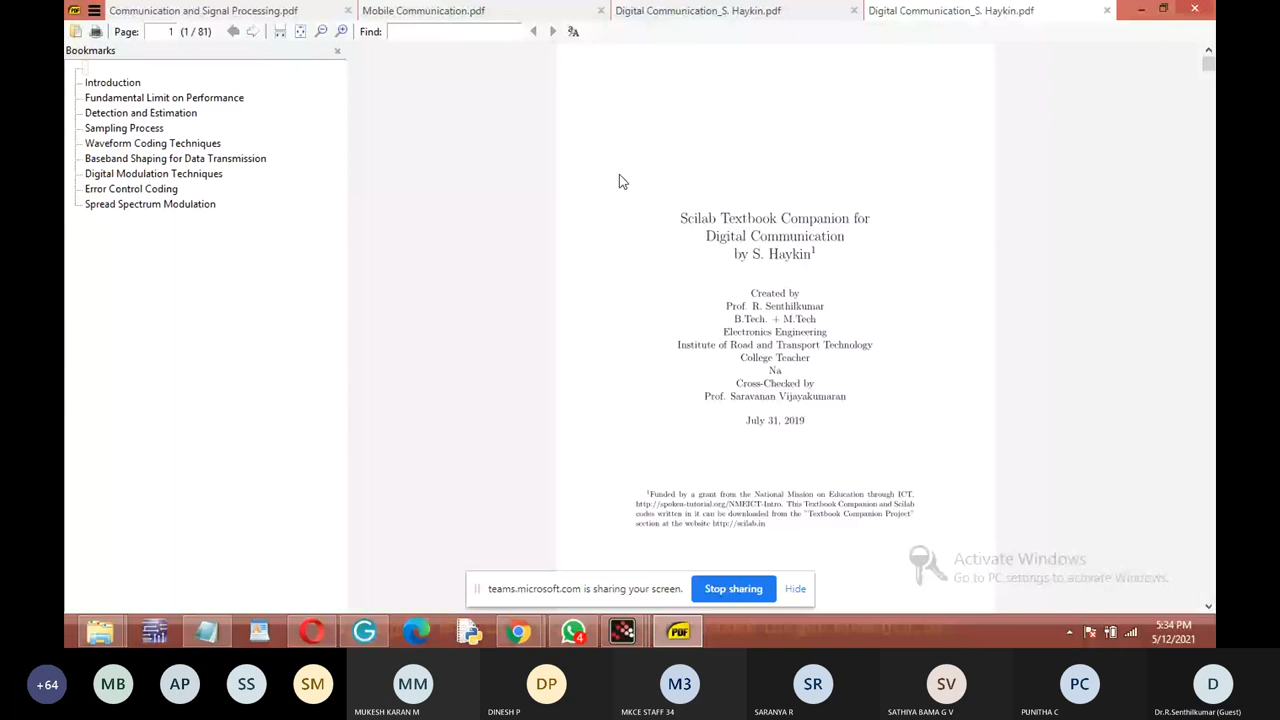 Communication and Signal Processing.pdf
Mobile Communication.pdf
Digital Communication_S. Haykin.pdf
Digital Communication_S. Haykin.pdf
Page: 1 (1 / 81)
Find:
Bookmarks
Introduction
Fundamental Limit on Performance
Detection and Estimation
Sampling Process
Waveform Coding Techniques
Baseband Shaping for Data Transmission
Digital Modulation Techniques
Error Control Coding
Spread Spectrum Modulation
Scilab Textbook Companion for
Digital Communication
by S. Haykin1
Created by
Prof. R. Senthilkumar
B.Tech. + M.Tech
Electronics Engineering
Institute of Road and Transport Technology
College Teacher
Na
Cross-Checked by
Prof. Saravanan Vijayakumaran
July 31, 2019
1Funded by a grant from the National Mission on Education through ICT,
http://spoken-tutorial.org/NMEICT-Intro. This Textbook Companion and Scilab
codes written in it can be downloaded from the "Textbook Companion Project"
section at the website http://scilab.in
Activate Windows
Go to PC settings to activate Windows.
teams.microsoft.com is sharing your screen.
Stop sharing
Hide
PDF
4
5:34 PM
5/12/2021
+64
MB
AP
SS
SM
MM
DP
M3
SR
SV
PC
D
MUKESH KARAN M
DINESH P
MKCE STAFF 34
SARANYA R
SATHIYA BAMA G V
PUNITHA C
Dr.R.Senthilkumar (Guest)